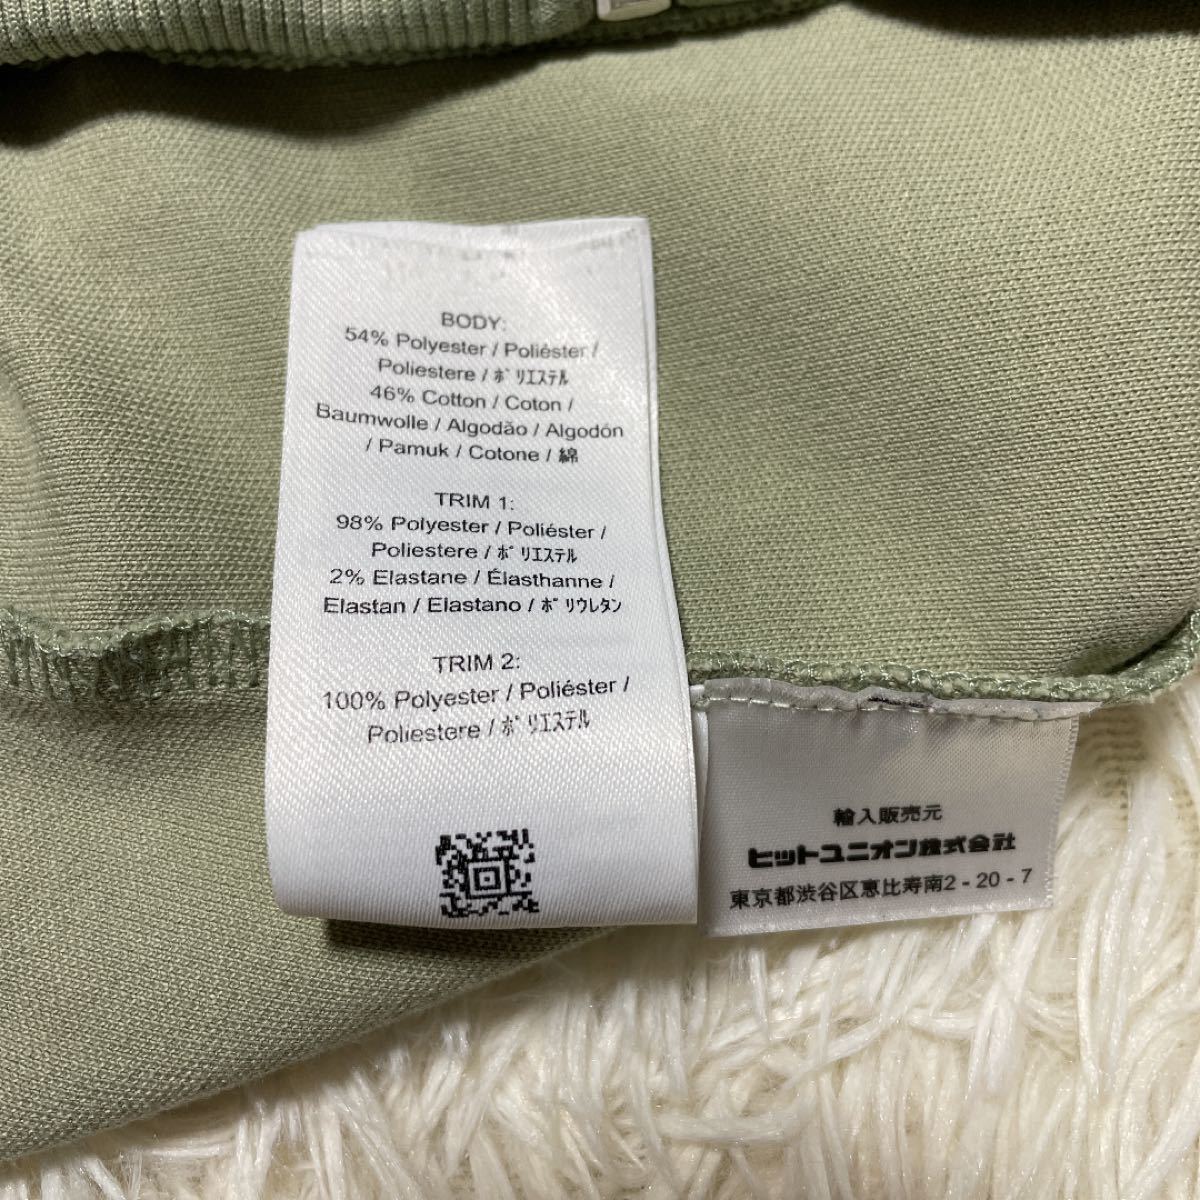 BODY:
54% Polyester / Poliéster /
Poliestere / ﾎﾟﾘｴｽﾃﾙ
46% Cotton / Coton /
Baumwolle / Algodão / Algodón
/ Pamuk / Cotone / 綿
TRIM 1:
98% Polyester / Poliéster /
Poliestere / ﾎﾟﾘｴｽﾃﾙ
2% Elastane / Élasthanne /
Elastan / Elastano / ﾎﾟﾘｳﾚﾀﾝ
TRIM 2:
100% Polyester / Poliéster /
Poliestere / ﾎﾟﾘｴｽﾃﾙ
輸入販売元
ヒットユニオン株式会社
東京都渋谷区恵比寿南2-20-7